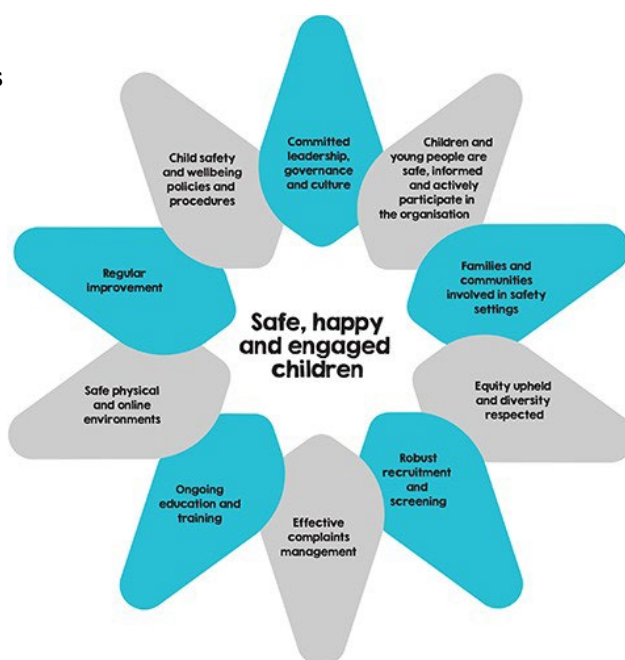 s
Committed
leadership,
governance
and culture
Children and
young people are
safe, informed
and actively
participate in
the organisation
Families and
communities
involved in safety
settings
Equity upheld
and diversity
respected
Robust
recruitment
and
screening
Effective
complaints
management
Ongoing
education and
training
Safe physical
and online
environments
Regular
improvement
Child safety
and wellbeing
policies and
procedures
Safe, happy
and engaged
children